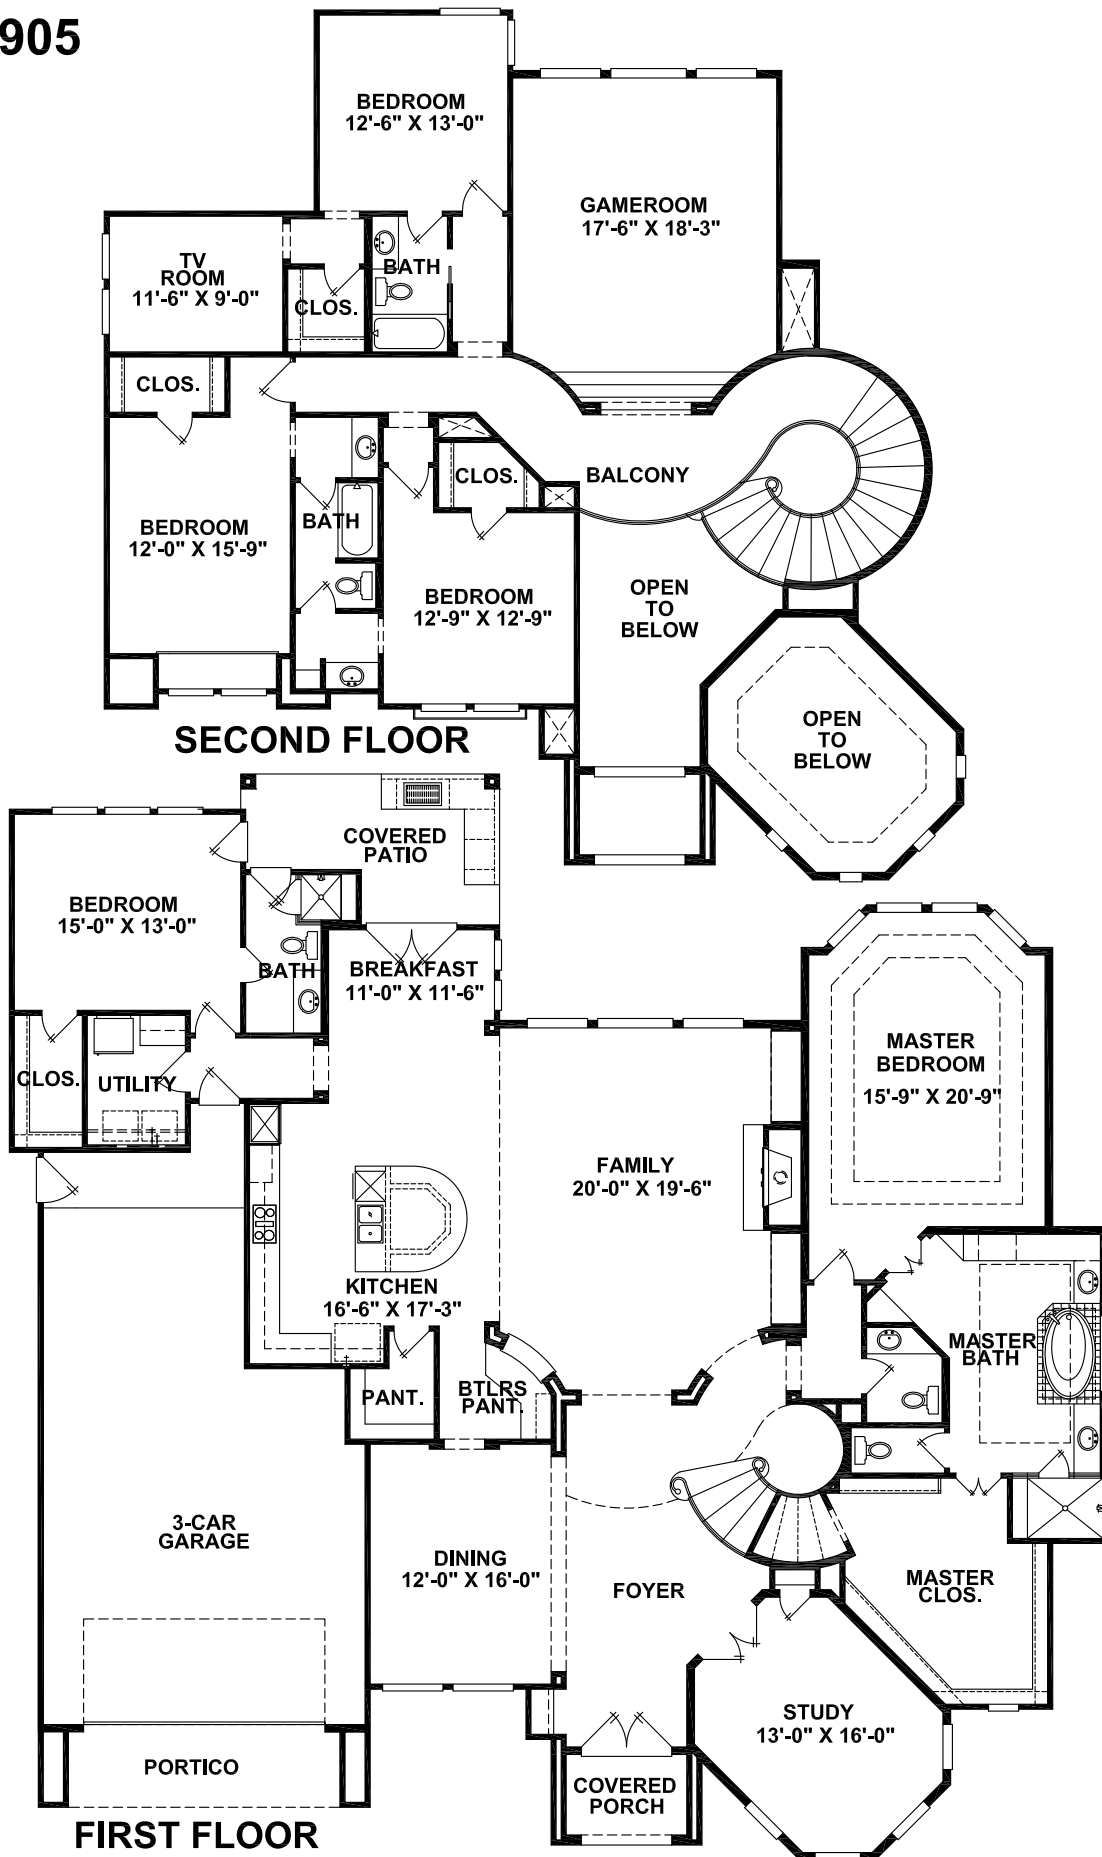 905
BEDROOM
12'-6" X 13'-0"
GAMEROOM
17'-6" X 18'-3"
TV
ROOM
11'-6" X 9'-0"
BATH
CLOS.
CLOS.
BALCONY
CLOS.
BEDROOM
12'-0" X 15'-9"
BATH
BEDROOM
12'-9" X 12'-9"
OPEN
TO
BELOW
OPEN
TO
BELOW
SECOND FLOOR
COVERED
PATIO
BEDROOM
15'-0" X 13'-0"
BATH
BREAKFAST
11'-0" X 11'-6"
MASTER
BEDROOM
15'-9" X 20'-9"
CLOS.
UTILITY
FAMILY
20'-0" X 19'-6"
KITCHEN
16'-6" X 17'-3"
MASTER
BATH
PANT.
BTLRS
PANT.
3-CAR
GARAGE
DINING
12'-0" X 16'-0"
FOYER
MASTER
CLOS.
STUDY
13'-0" X 16'-0"
PORTICO
COVERED
PORCH
FIRST FLOOR